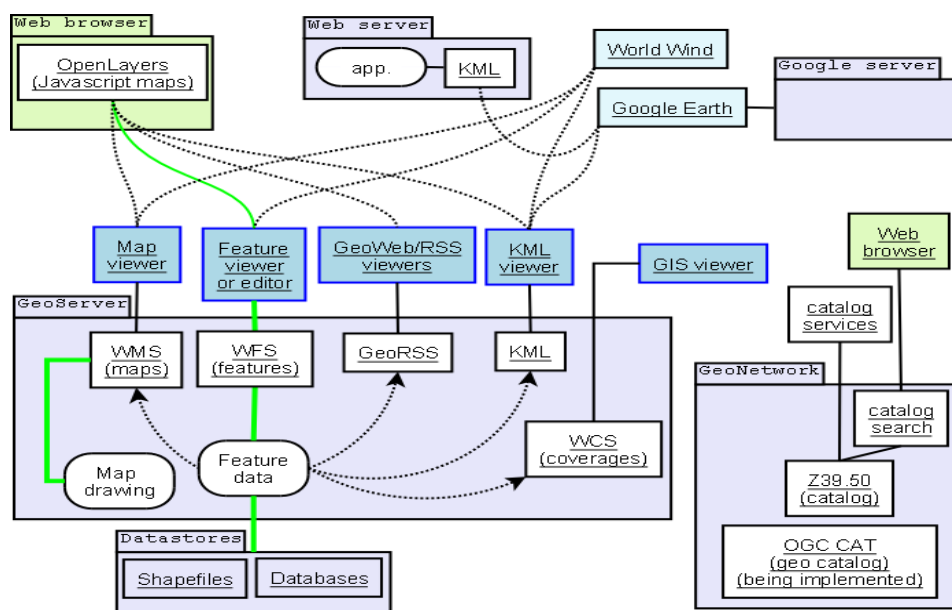 Web browser
OpenLayers
(Javascript maps)
Web server
app.
KML
World Wind
Google Earth
Google server
Map
viewer
Feature
viewer
or editor
GeoWeb/RSS
viewers
KML
viewer
GIS viewer
Web
browser
GeoServer
WMS
(maps)
WFS
(features)
GeoRSS
KML
WCS
(coverages)
Map
drawing
Feature
data
Datastores
Shapefiles
Databases
catalog
services
GeoNetwork
catalog
search
Z39.50
(catalog)
OGC CAT
(geo catalog)
(being implemented)